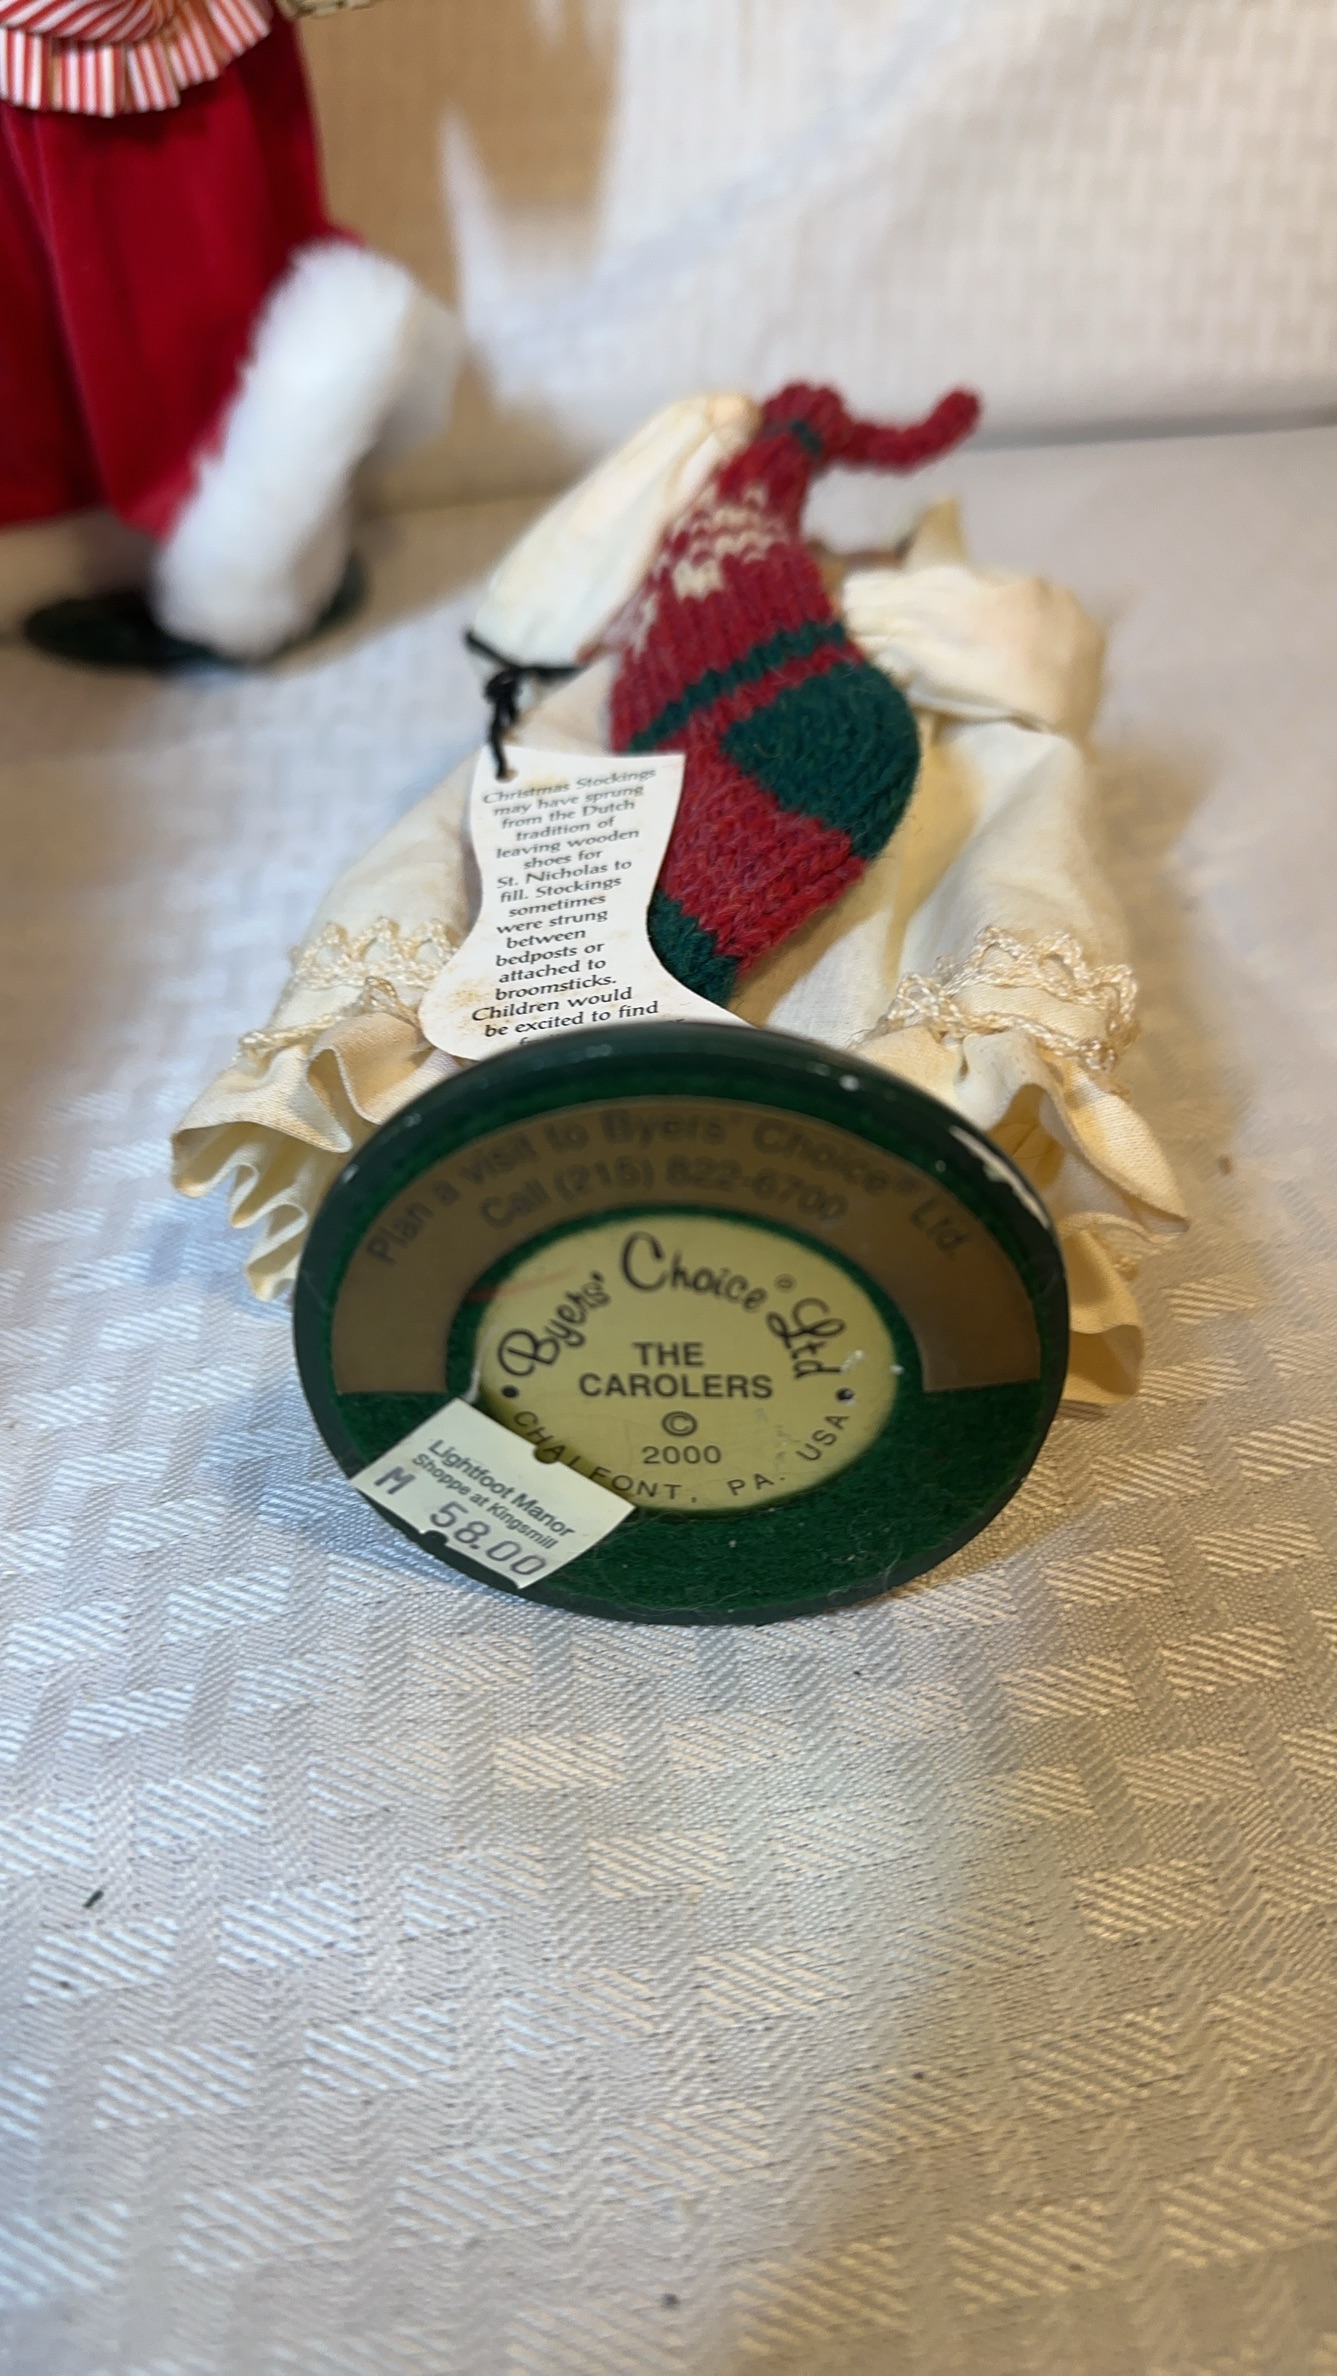 Christmas Stockings
may have sprung
from the Dutch
tradition of
leaving wooden
shoes for
St. Nicholas to
fill. Stockings
sometimes
were strung
between
bedposts or
attached to
broomsticks.
Children would
be excited to find
Plan a visit to Byers' Choice® Ltd.
Call (215) 822-6700
Byers' Choice® Ltd
THE
CAROLERS
©
2000
CHALFONT, PA. USA
Lightfoot Manor
Shoppe at Kingsmill
M 58.00